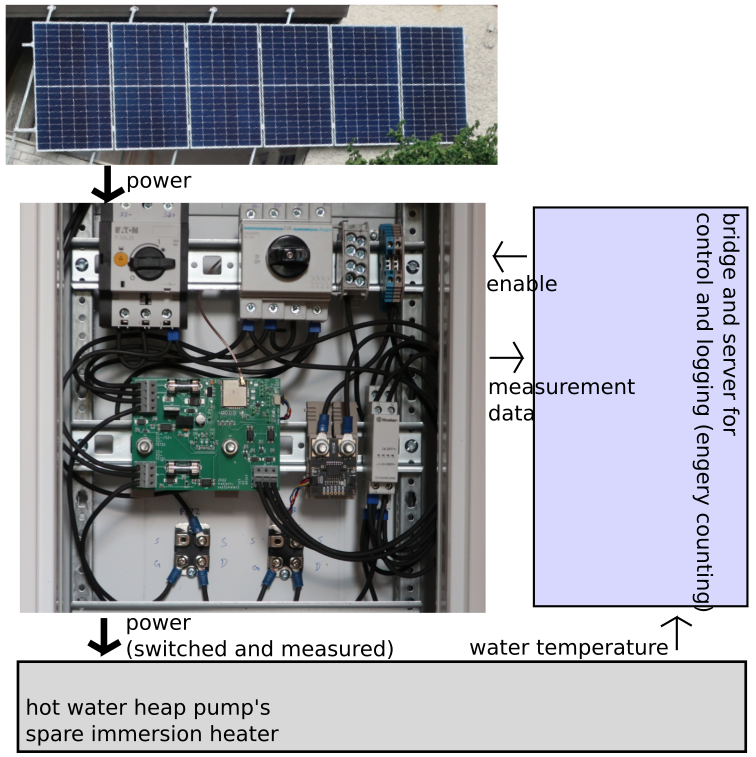 power
EATON
enable
measurement
data
bridge and server for
control and logging (engery counting)
S
S
G
D
G
D
power
(switched and measured)
water temperature
hot water heap pump's
spare immersion heater